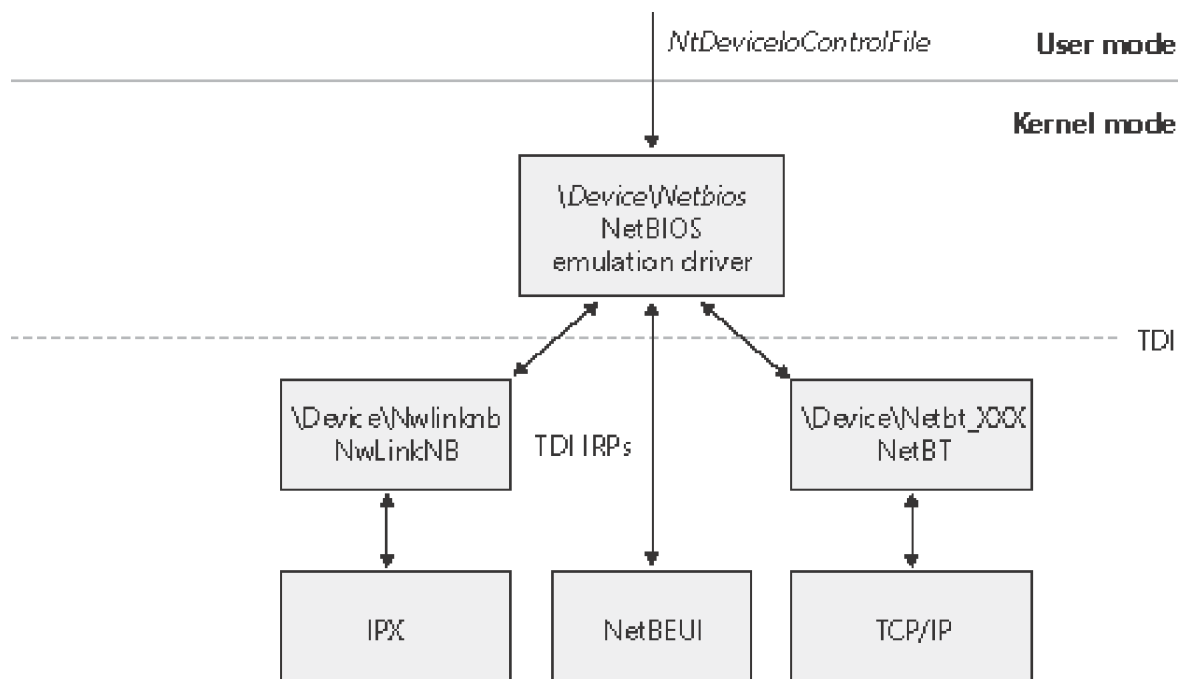 NtDeviceIoControlFile
User mode
Kernel mode
\Device\Netbios
NetBIOS
emulation driver
TDI
\Device\Nwlinknb
NwLinkNB
TDI IRPs
\Device\Netbt_XXX
NetBT
IPX
NetBEUI
TCP/IP